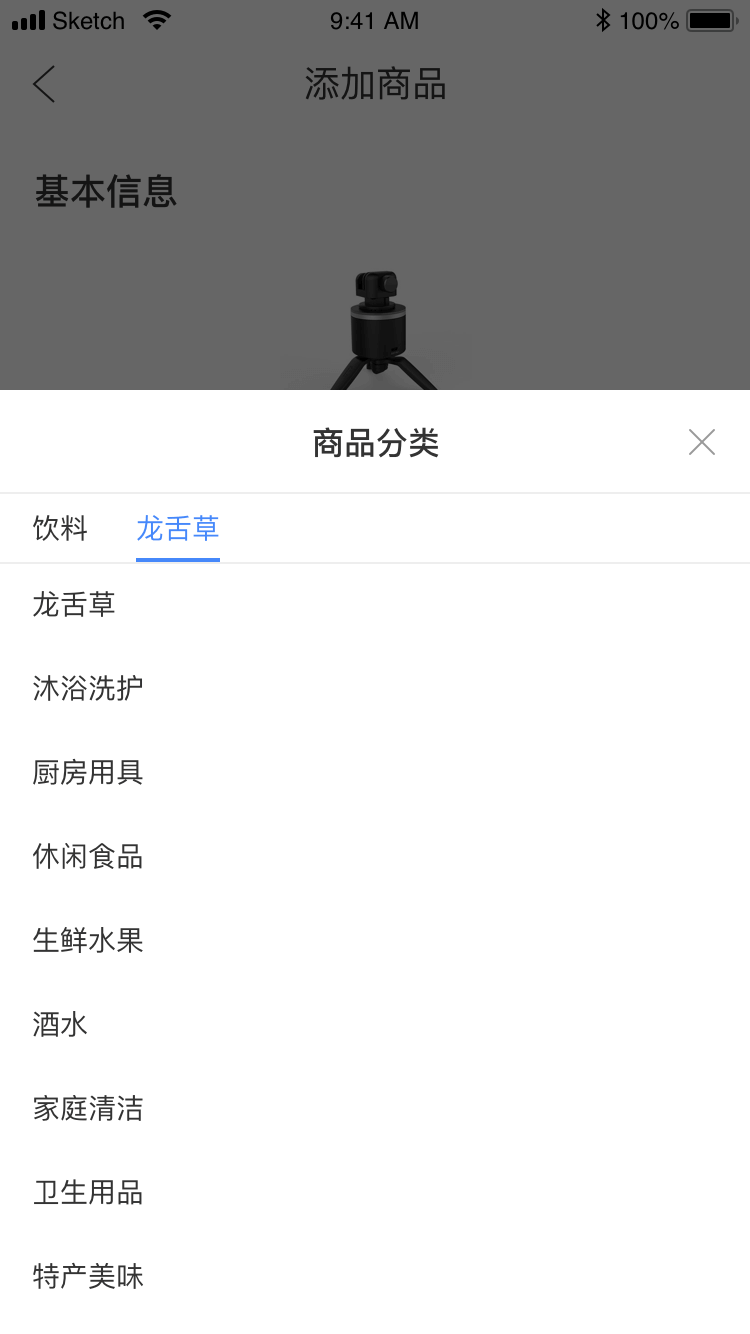 Sketch 9:41 AM 100%
添加商品
基本信息
商品分类
饮料 龙舌草
龙舌草
沐浴洗护
厨房用具
休闲食品
生鲜水果
酒水
家庭清洁
卫生用品
特产美味